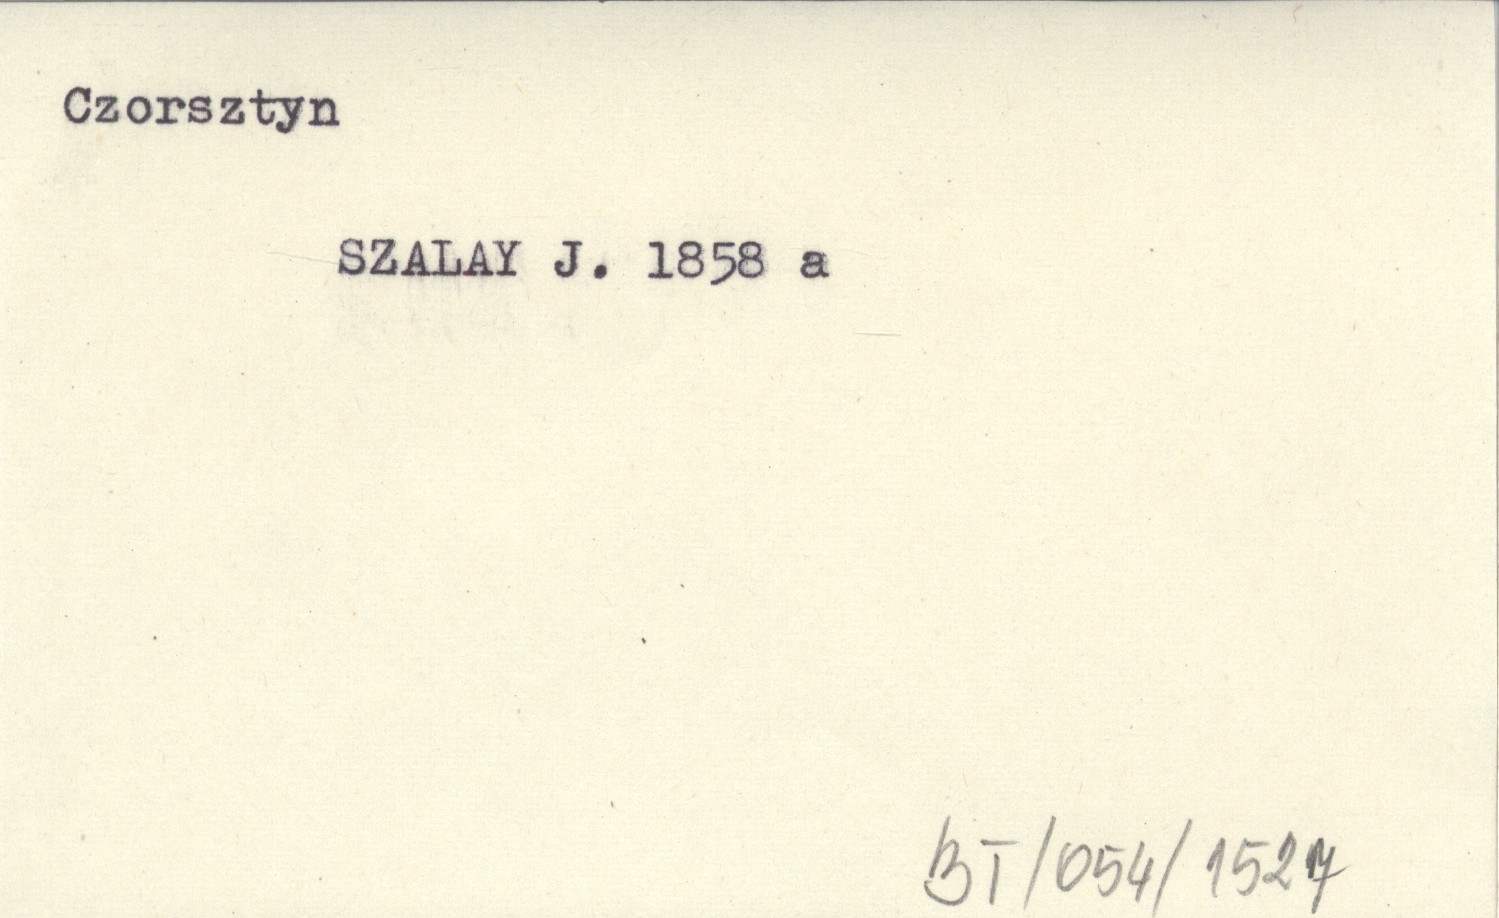 Czorsztyn
SZALAY J. 1858 a
BT/054/1527